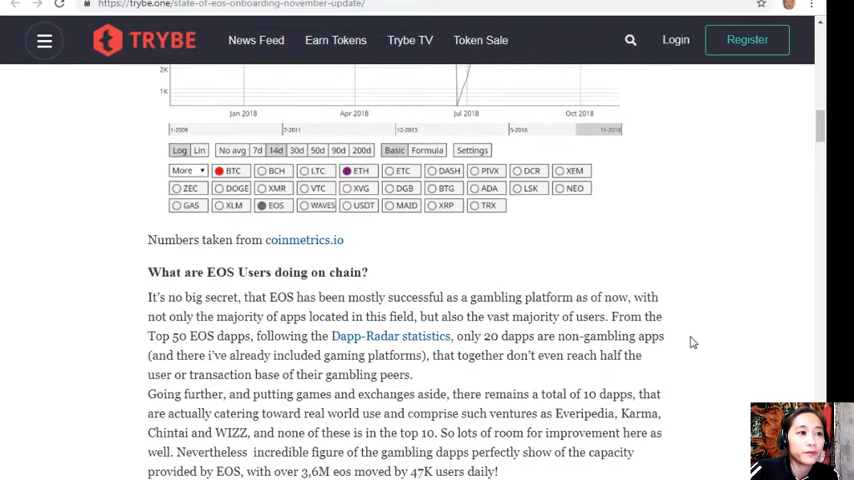 https://trybe.one/state-of-eos-onboarding-november-update/
TRYBE News Feed Earn Tokens Trybe TV Token Sale Login Register
2K
Jan 2018 Apr 2018 Jul 2018 Oct 2018
1-2009 7-2011 12-2013 5-2016 11-2018
Log Lin No avg 7d 14d 30d 50d 90d 200d Basic Formula Settings
More BTC BCH LTC ETH ETC DASH PIVX DCR XEM
ZEC DOGE XMR VTC XVG DGB BTG ADA LSK NEO
GAS XLM EOS WAVES USDT MAID XRP TRX
Numbers taken from coinmetrics.io
What are EOS Users doing on chain?
It's no big secret, that EOS has been mostly successful as a gambling platform as of now, with
not only the majority of apps located in this field, but also the vast majority of users. From the
Top 50 EOS dapps, following the Dapp-Radar statistics, only 20 dapps are non-gambling apps
(and there i've already included gaming platforms), that together don't even reach half the
user or transaction base of their gambling peers.
Going further, and putting games and exchanges aside, there remains a total of 10 dapps, that
are actually catering toward real world use and comprise such ventures as Everipedia, Karma,
Chintai and WIZZ, and none of these is in the top 10. So lots of room for improvement here as
well. Nevertheless incredible figure of the gambling dapps perfectly show of the capacity
provided by EOS, with over 3,6M eos moved by 47K users daily!